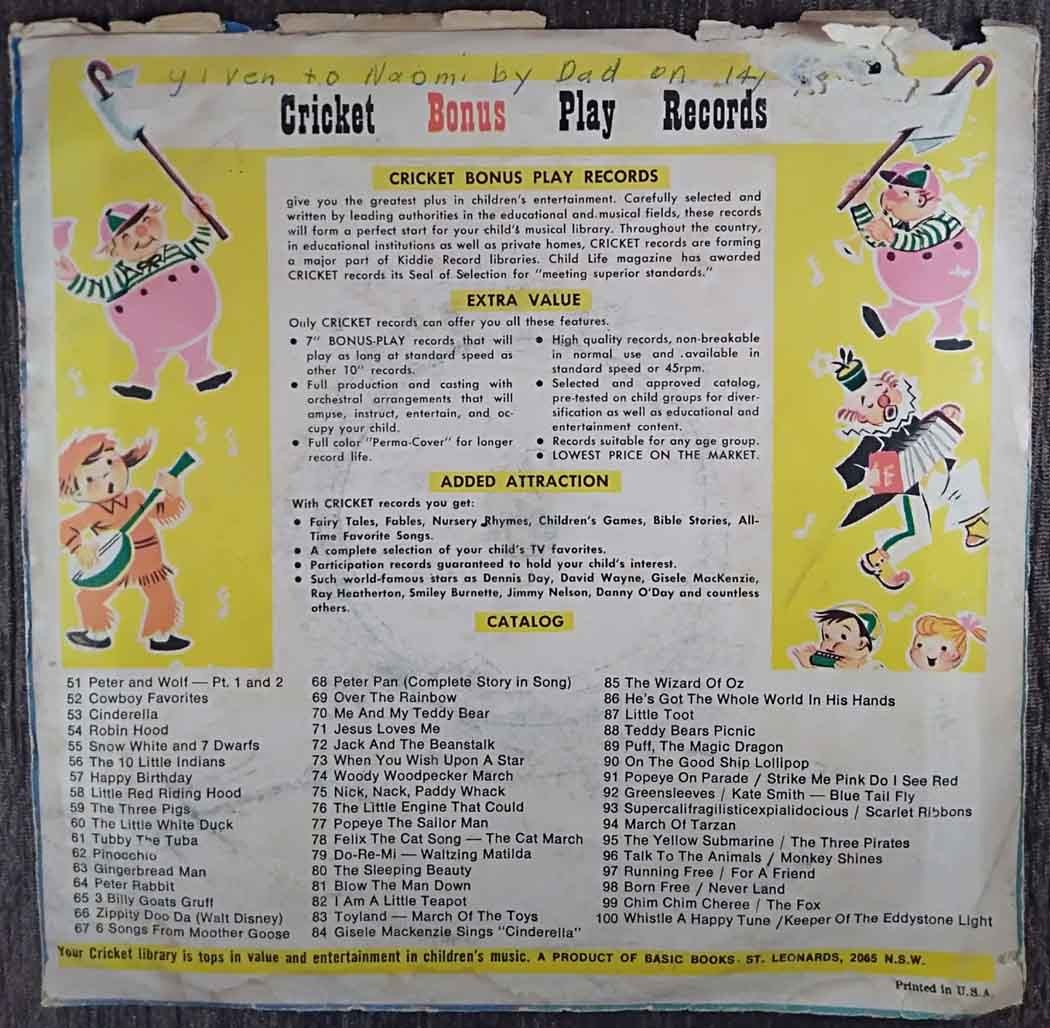 given to Naomi by Dad on 14/
Cricket Bonus Play Records
CRICKET BONUS PLAY RECORDS
give you the greatest plus in children's entertainment. Carefully selected and
written by leading authorities in the educational and musical fields, these records
will form a perfect start for your child's musical library. Throughout the country,
in educational institutions as well as private homes, CRICKET records are forming
a major part of Kiddie Record libraries. Child Life magazine has awarded
CRICKET records its Seal of Selection for "meeting superior standards."
EXTRA VALUE
Only CRICKET records can offer you all these features.
● 7" BONUS-PLAY records that will
play as long at standard speed as
other 10" records.
● Full production and casting with
orchestral arrangements that will
amuse, instruct, entertain, and oc-
cupy your child.
● Full color "Perma-Cover" for longer
record life.
● High quality records, non-breakable
in normal use and available in
standard speed or 45rpm.
● Selected and approved catalog,
pre-tested on child groups for diver-
sification as well as educational and
entertainment content.
● Records suitable for any age group.
● LOWEST PRICE ON THE MARKET.
ADDED ATTRACTION
With CRICKET records you get:
● Fairy Tales, Fables, Nursery Rhymes, Children's Games, Bible Stories, All-
Time Favorite Songs.
● A complete selection of your child's TV favorites.
● Participation records guaranteed to hold your child's interest.
● Such world-famous stars as Dennis Day, David Wayne, Gisele MacKenzie,
Ray Heatherton, Smiley Burnette, Jimmy Nelson, Danny O'Day and countless
others.
CATALOG
51 Peter and Wolf — Pt. 1 and 2
52 Cowboy Favorites
53 Cinderella
54 Robin Hood
55 Snow White and 7 Dwarfs
56 The 10 Little Indians
57 Happy Birthday
58 Little Red Riding Hood
59 The Three Pigs
60 The Little White Duck
61 Tubby The Tuba
62 Pinocchio
63 Gingerbread Man
64 Peter Rabbit
65 3 Billy Goats Gruff
66 Zippity Doo Da (Walt Disney)
67 6 Songs From Moother Goose
68 Peter Pan (Complete Story in Song)
69 Over The Rainbow
70 Me And My Teddy Bear
71 Jesus Loves Me
72 Jack And The Beanstalk
73 When You Wish Upon A Star
74 Woody Woodpecker March
75 Nick, Nack, Paddy Whack
76 The Little Engine That Could
77 Popeye The Sailor Man
78 Felix The Cat Song — The Cat March
79 Do-Re-Mi — Waltzing Matilda
80 The Sleeping Beauty
81 Blow The Man Down
82 I Am A Little Teapot
83 Toyland — March Of The Toys
84 Gisele Mackenzie Sings "Cinderella"
85 The Wizard Of Oz
86 He's Got The Whole World In His Hands
87 Little Toot
88 Teddy Bears Picnic
89 Puff, The Magic Dragon
90 On The Good Ship Lollipop
91 Popeye On Parade / Strike Me Pink Do I See Red
92 Greensleeves / Kate Smith — Blue Tail Fly
93 Supercalifragilisticexpialidocious / Scarlet Ribbons
94 March Of Tarzan
95 The Yellow Submarine / The Three Pirates
96 Talk To The Animals / Monkey Shines
97 Running Free / For A Friend
98 Born Free / Never Land
99 Chim Chim Cheree / The Fox
100 Whistle A Happy Tune /Keeper Of The Eddystone Light
Your Cricket library is tops in value and entertainment in children's music. A PRODUCT OF BASIC BOOKS. ST. LEONARDS, 2065 N.S.W.
Printed in U.S.A.